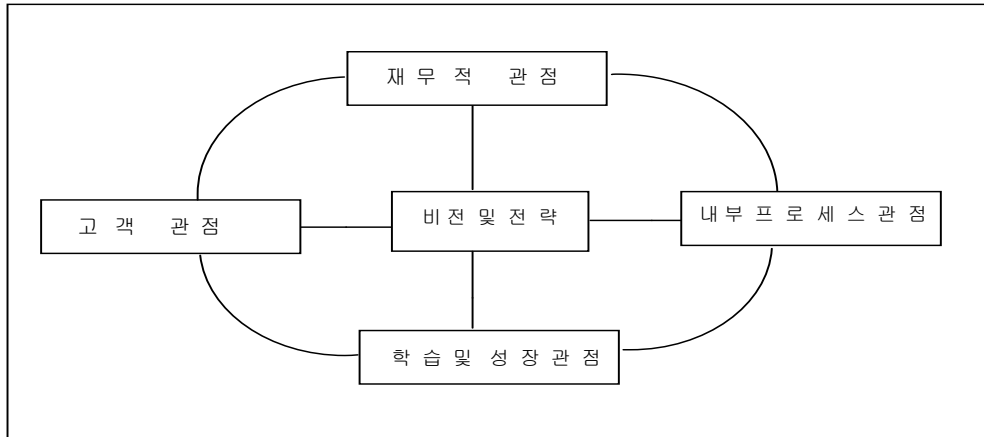 재무적 관점
고객 관점
비전및전략
내부프로세스관점
학습및 성장관점